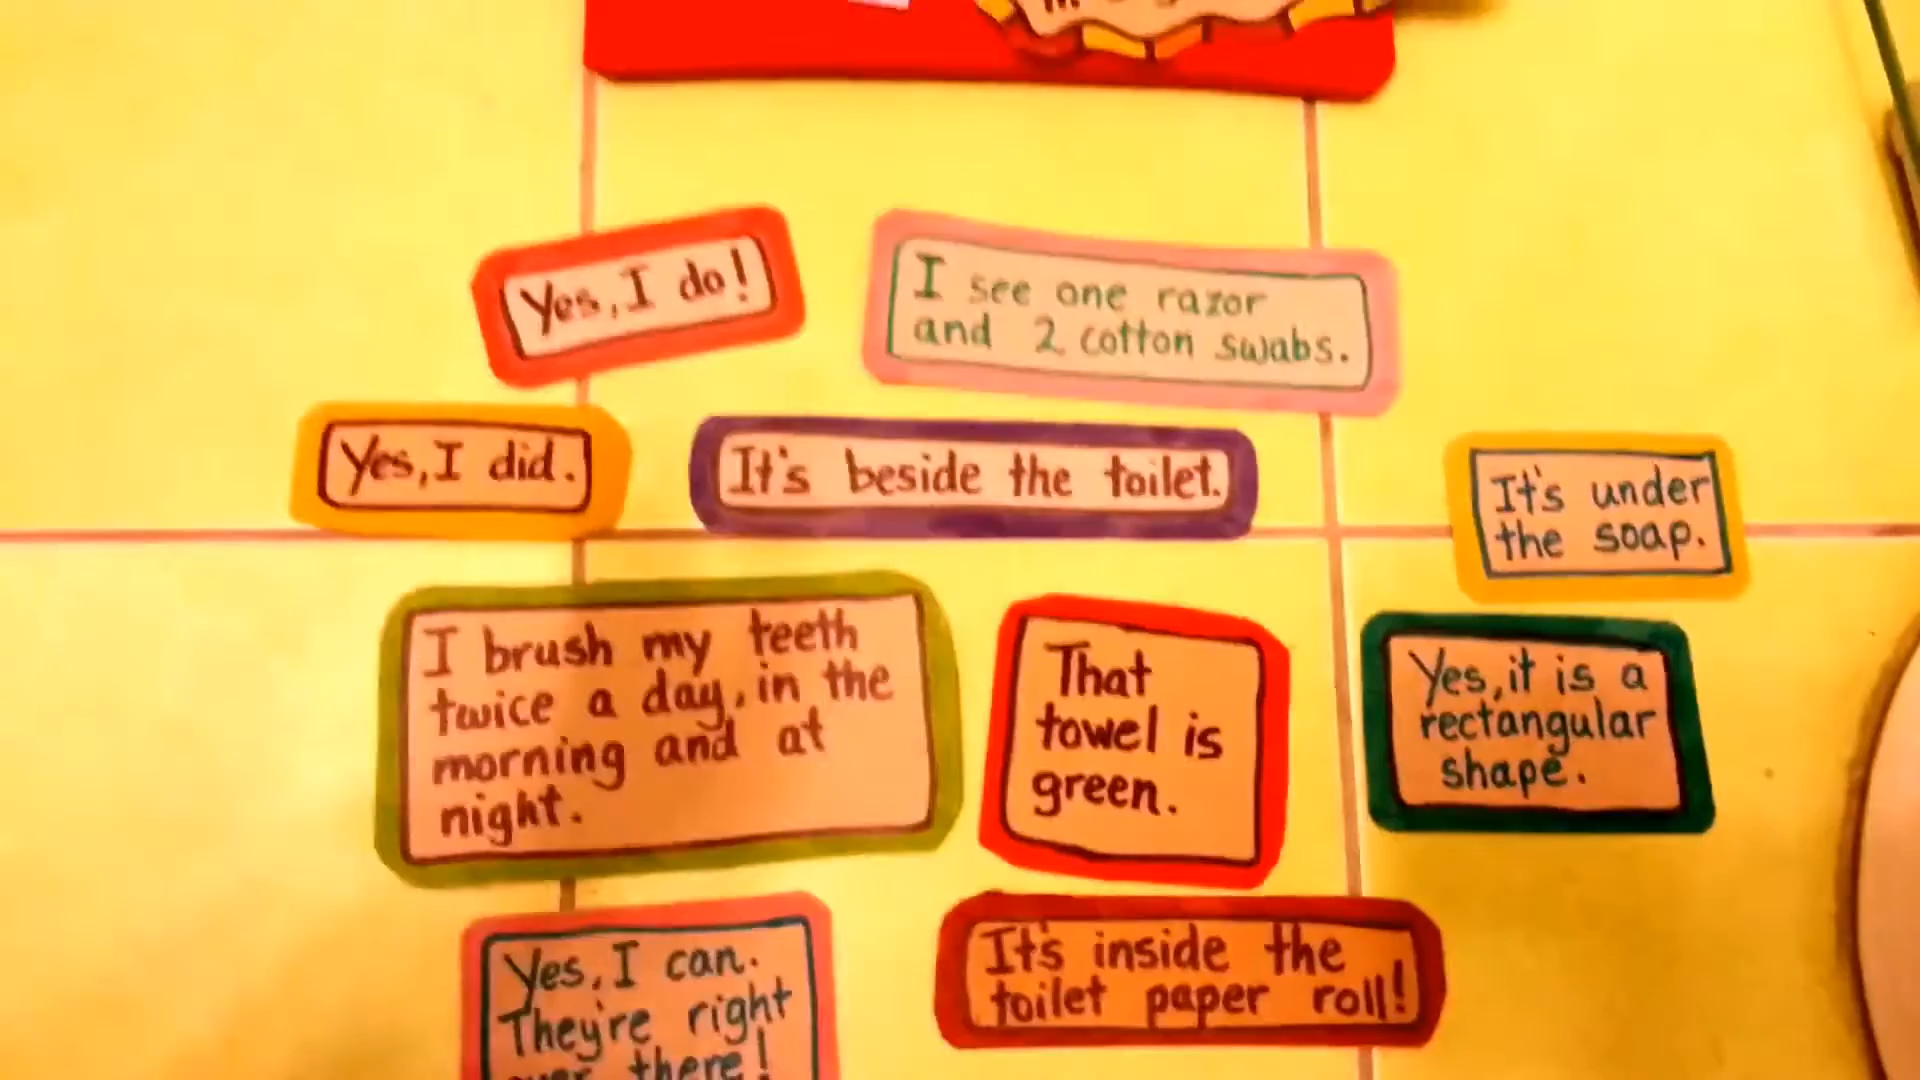 Yes, I do!
I see one razor
and 2 cotton swabs.
Yes, I did.
It's beside the toilet.
It's under
the soap.
I brush my teeth
twice a day, in the
morning and at
night.
That
towel is
green.
Yes, it is a
rectangular
shape.
Yes, I can.
They're right
over there!
It's inside the
toilet paper roll!